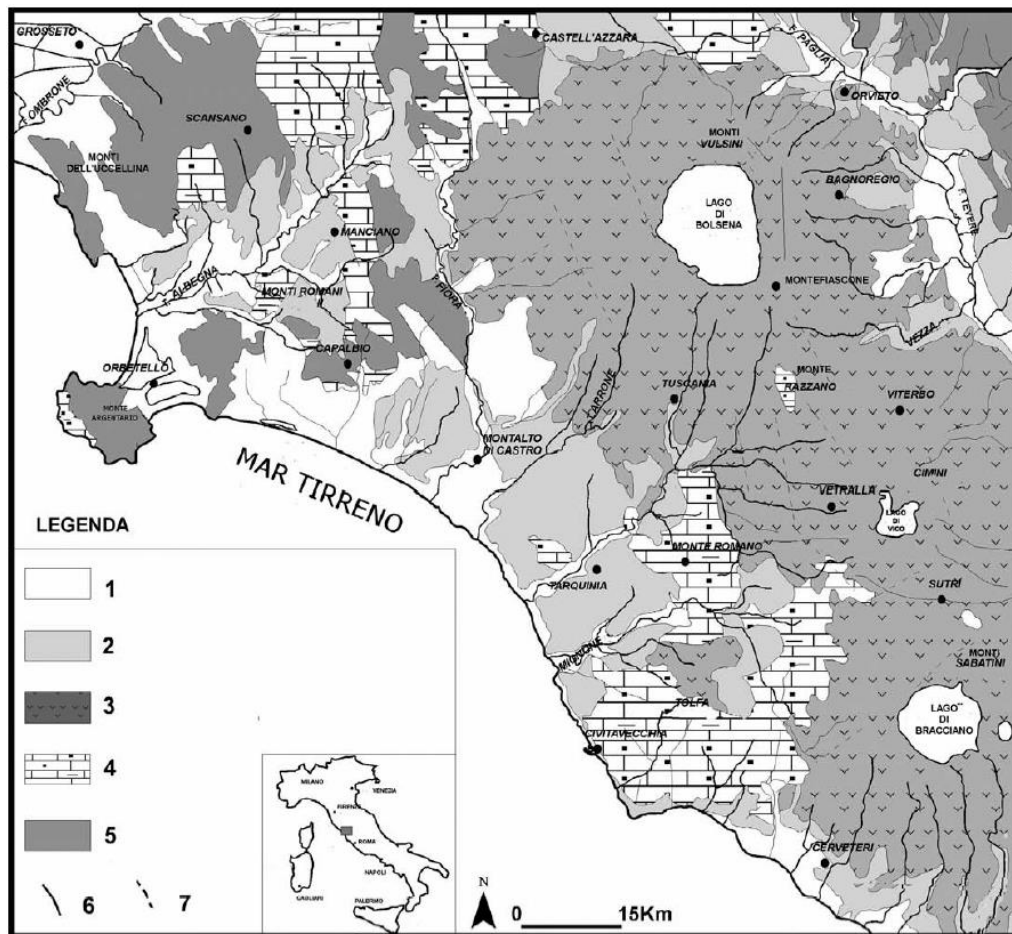 GROSSETO
CASTELL'AZZARA
F. PAGLIA
F. OMBRONE
ORVIETO
SCANSANO
MONTI
VULSINI
MONTI
DELL'UCCELLINA
BAGNOREGIO
F. TEVERE
LAGO
DI
BOLSENA
MANCIANO
F. FIORA
MONTEFIASCONE
T. ALBEGNA
MONTI ROMANI
VEZZA
CAPALBIO
ORBETELLO
MONTE
RAZZANO
TUSCANIA
T. ARRONE
VITERBO
MONTE
ARGENTARIO
MONTALTO
DI CASTRO
MAR TIRRENO
CIMINI
VETRALLA
LAGO
DI
VICO
MONTE ROMANO
TARQUINIA
SUTRI
MIGNONE
MONTI
SABATINI
TOLFA
LAGO
DI
BRACCIANO
CIVITAVECCHIA
CERVETERI
LEGENDA
1
2
3
4
5
6 7
MILANO
VENEZIA
FIRENZE
ROMA
NAPOLI
CAGLIARI
PALERMO
N
0 15Km